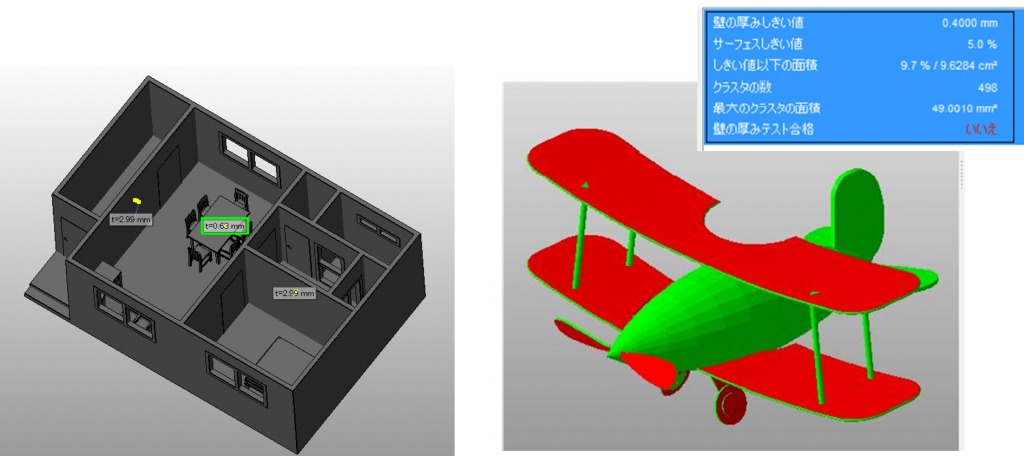 壁の厚みしきい値 0.4000 mm
サーフェスしきい値 5.0 %
しきい値以下の面積 9.7 % / 9.6284 cm²
クラスタの数 498
最大のクラスタの面積 49.0010 mm²
壁の厚みテスト合格 いいえ
t=2.99 mm
t=0.63 mm
t=2.99 mm